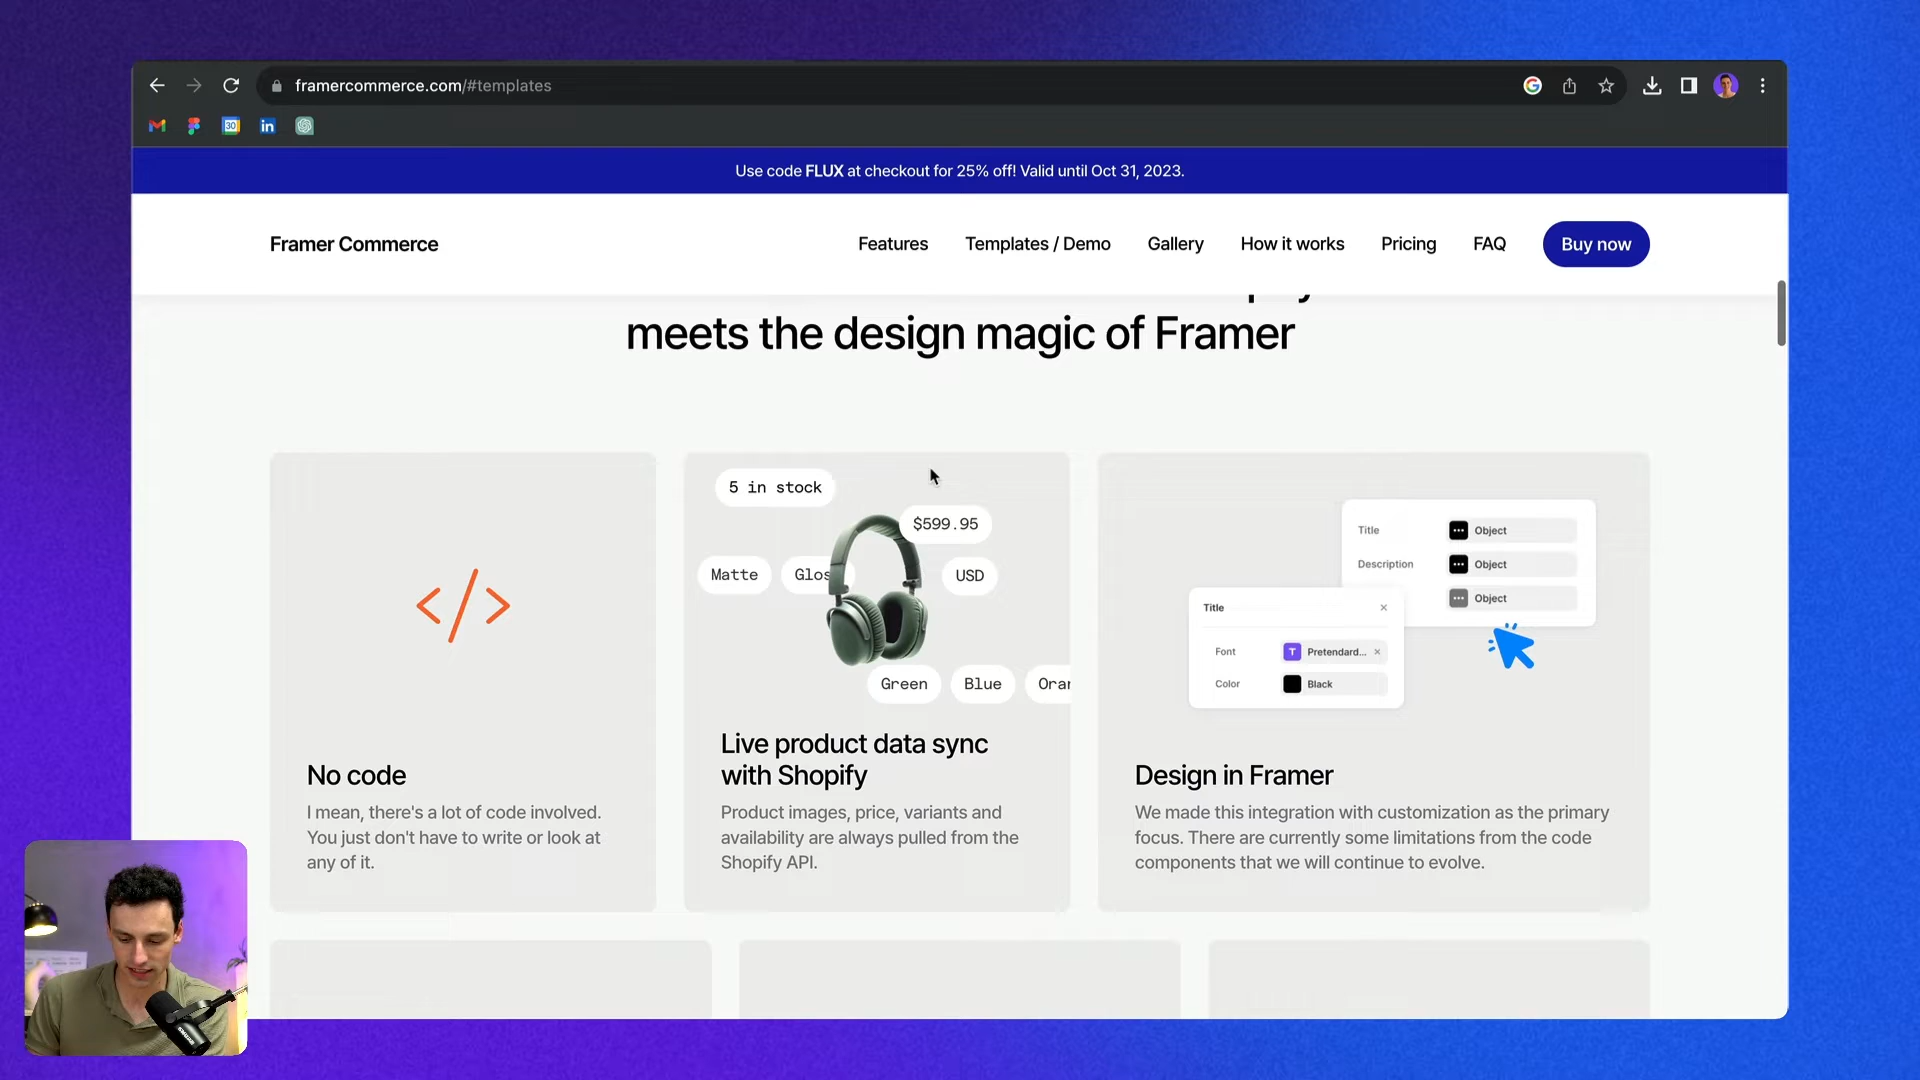 framercommerce.com/#templates
30
in
Use code FLUX at checkout for 25% off! Valid until Oct 31, 2023.
Framer Commerce
Features
Templates / Demo
Gallery
How it works
Pricing
FAQ
Buy now
meets the design magic of Framer
</>
No code
I mean, there's a lot of code involved.
You just don't have to write or look at
any of it.
5 in stock
$599.95
Matte
Glos
USD
Green
Blue
Oran
Live product data sync
with Shopify
Product images, price, variants and
availability are always pulled from the
Shopify API.
Title
Object
Description
Object
Object
Title
Font
T
Pretendard...
Color
Black
Design in Framer
We made this integration with customization as the primary
focus. There are currently some limitations from the code
components that we will continue to evolve.